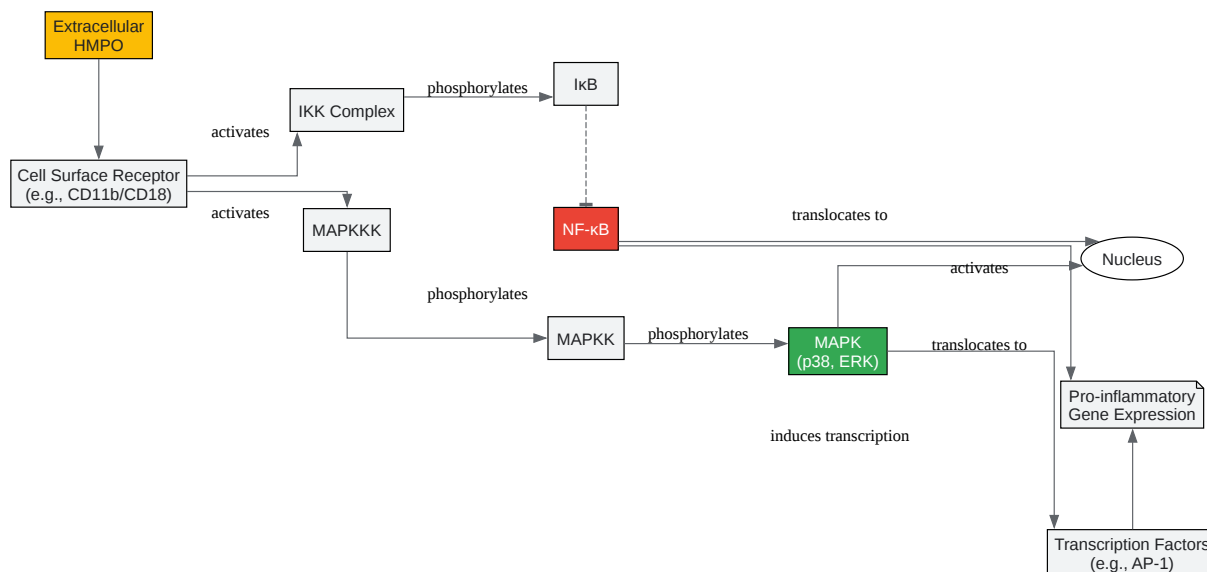 Extracellular
HMPO
IκB
phosphorylates
IKK Complex
activates
Cell Surface Receptor
(e.g., CD11b/CD18)
activates
MAPKKK
NF-κB
translocates to
Nucleus
activates
phosphorylates
MAPKK
phosphorylates
MAPK
(p38, ERK)
translocates to
Pro-inflammatory
Gene Expression
induces transcription
Transcription Factors
(e.g., AP-1)